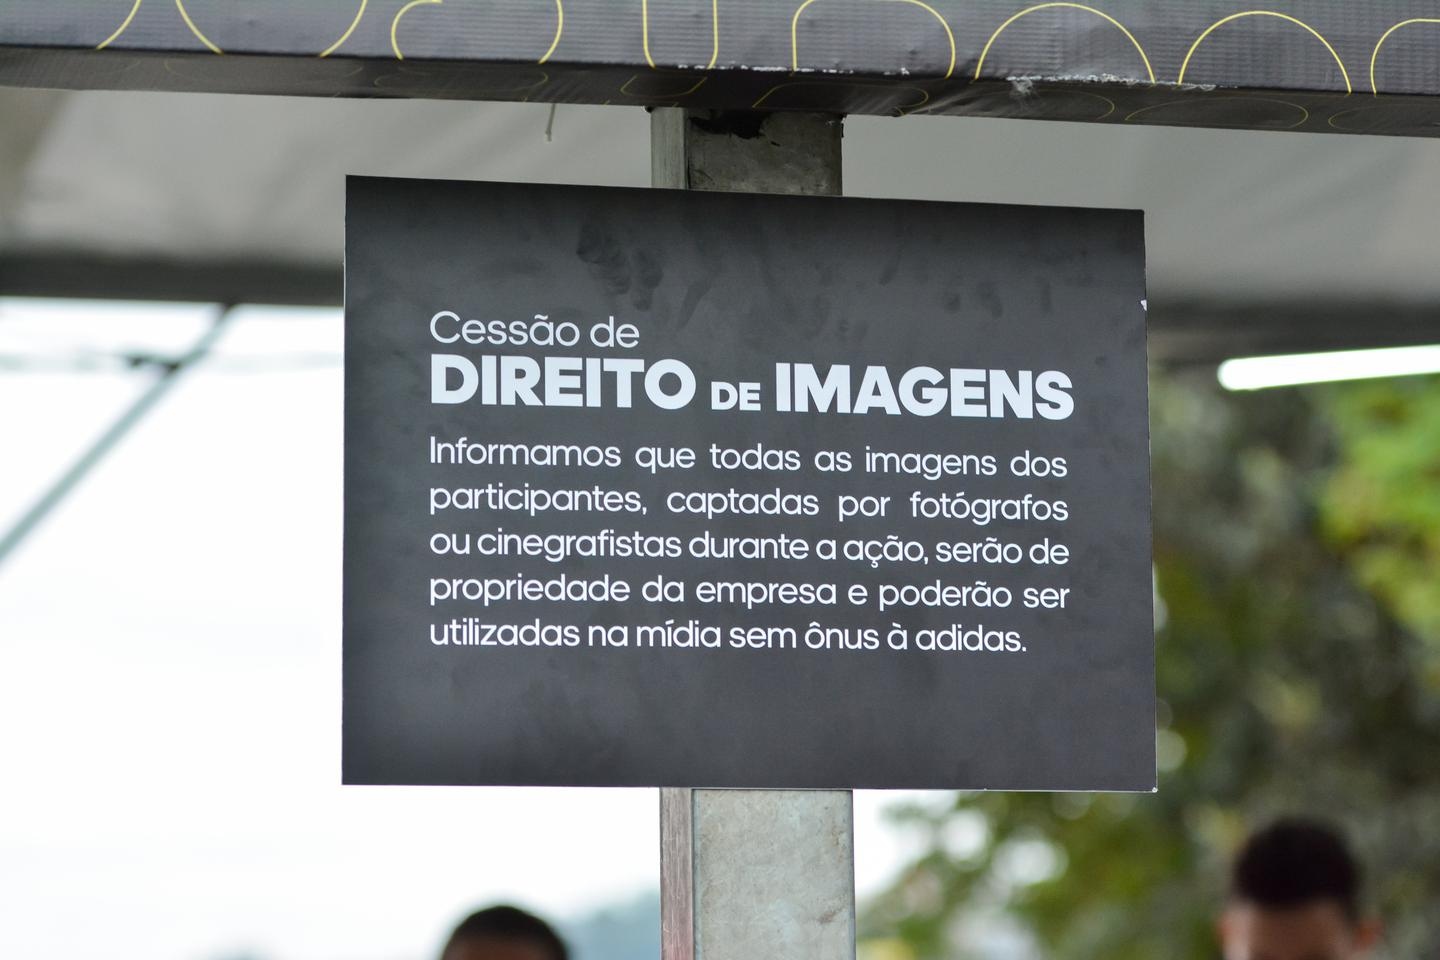 Cessão de
DIREITO DE IMAGENS
Informamos que todas as imagens dos
participantes, captadas por fotógrafos
ou cinegrafistas durante a ação, serão de
propriedade da empresa e poderão ser
utilizadas na mídia sem ônus à adidas.